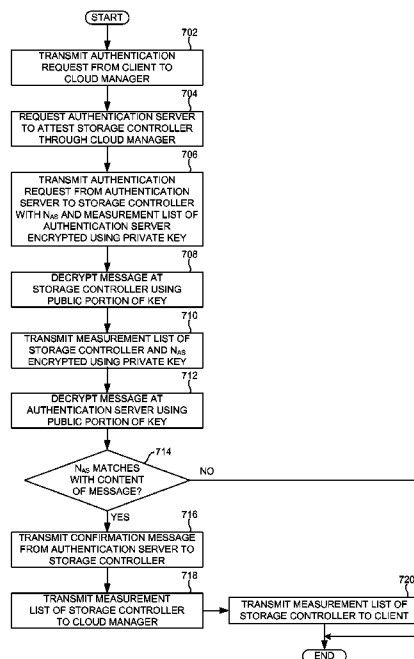 START
702
TRANSMIT AUTHENTICATION
REQUEST FROM CLIENT TO
CLOUD MANAGER
704
REQUEST AUTHENTICATION SERVER
TO ATTEST STORAGE CONTROLLER
THROUGH CLOUD MANAGER
706
TRANSMIT AUTHENTICATION
REQUEST FROM AUTHENTICATION
SERVER TO STORAGE CONTROLLER
WITH NAS AND MEASUREMENT LIST OF
AUTHENTICATION SERVER
ENCRYPTED USING PRIVATE KEY
708
DECRYPT MESSAGE AT
STORAGE CONTROLLER USING
PUBLIC PORTION OF KEY
710
TRANSMIT MEASUREMENT LIST OF
STORAGE CONTROLLER AND NAS
ENCRYPTED USING PRIVATE KEY
712
DECRYPT MESSAGE AT
AUTHENTICATION SERVER USING
PUBLIC PORTION OF KEY
714
NAS MATCHES
WITH CONTENT
OF MESSAGE?
NO
YES
716
TRANSMIT CONFIRMATION MESSAGE
FROM AUTHENTICATION SERVER TO
STORAGE CONTROLLER
718
TRANSMIT MEASUREMENT
LIST OF STORAGE CONTROLLER
TO CLOUD MANAGER
720
TRANSMIT MEASUREMENT LIST OF
STORAGE CONTROLLER TO CLIENT
END